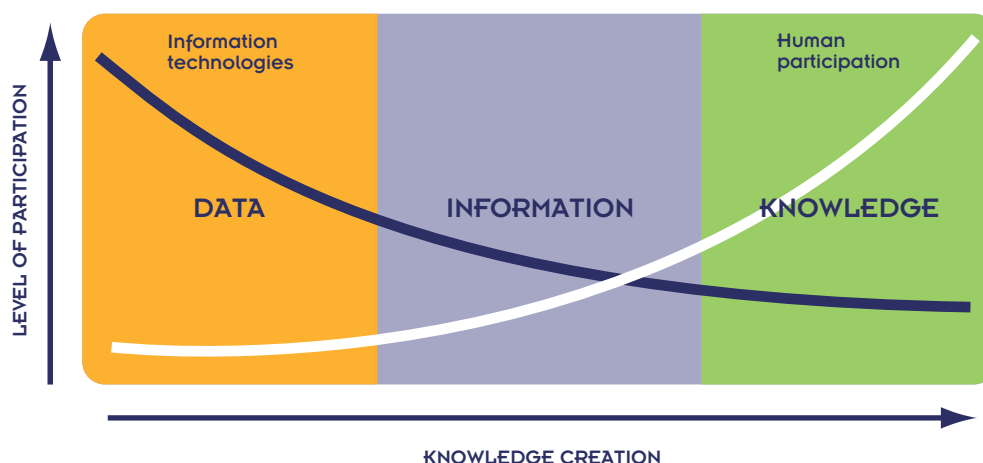 Information
technologies
Human
participation
LEVEL OF PARTICIPATION
DATA
INFORMATION
KNOWLEDGE
KNOWLEDGE CREATION